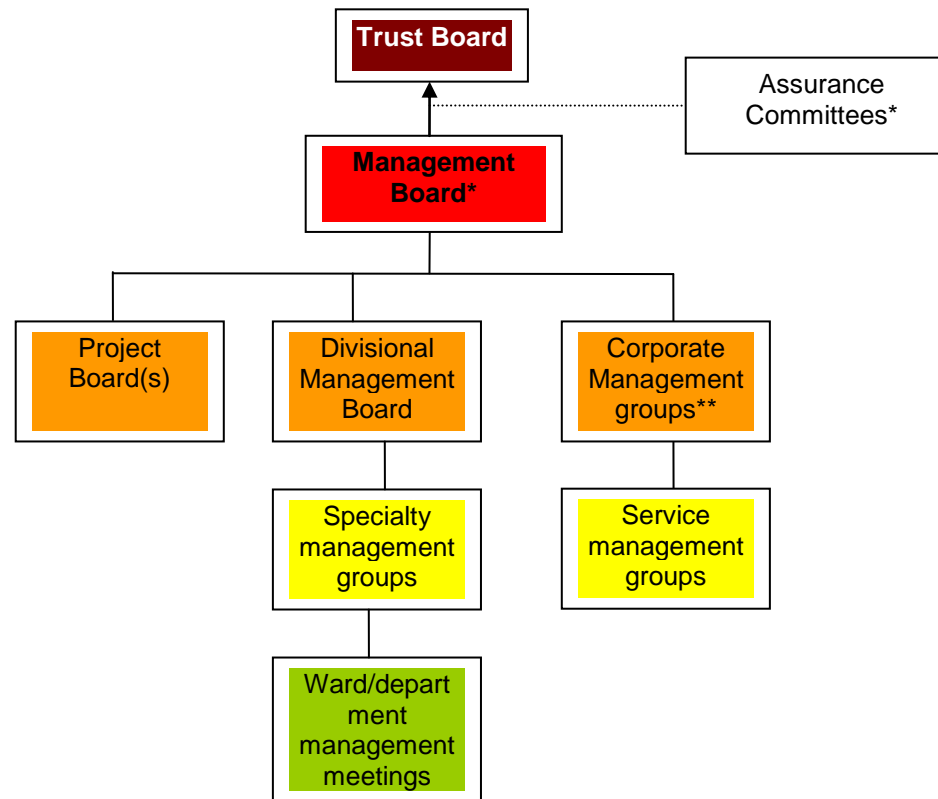 Trust Board
Assurance
Committees*
Management
Board*
Project
Board(s)
Divisional
Management
Board
Corporate
Management
groups**
Specialty
management
groups
Service
management
groups
Ward/depart
ment
management
meetings